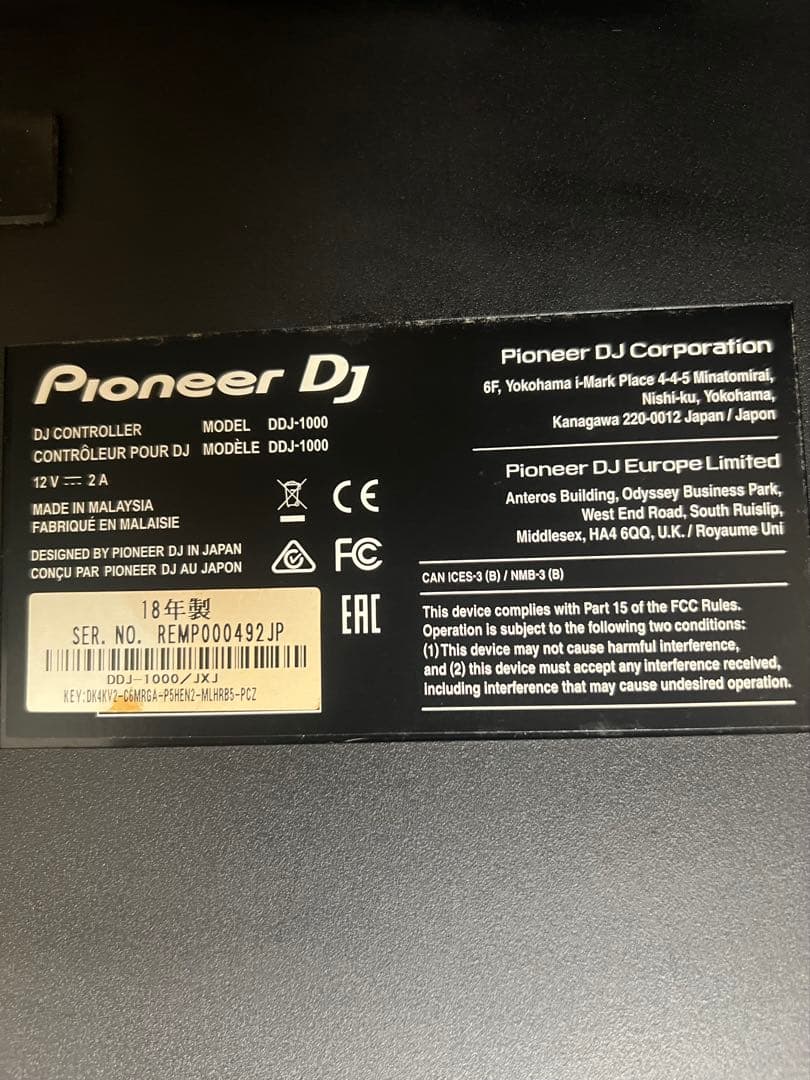 Pioneer DJ
DJ CONTROLLER MODEL DDJ-1000
CONTRÔLEUR POUR DJ MODÈLE DDJ-1000
12 V ⎓ 2 A
MADE IN MALAYSIA
FABRIQUÉ EN MALAISIE
DESIGNED BY PIONEER DJ IN JAPAN
CONÇU PAR PIONEER DJ AU JAPON
CE
FC
EAC
18年製
SER. NO. REMP000492JP
DDJ-1000/JXJ
KEY:DK4KV2-C6MRGA-P5HEN2-MLHRB5-PCZ
Pioneer DJ Corporation
6F, Yokohama i-Mark Place 4-4-5 Minatomirai,
Nishi-ku, Yokohama,
Kanagawa 220-0012 Japan / Japon
Pioneer DJ Europe Limited
Anteros Building, Odyssey Business Park,
West End Road, South Ruislip,
Middlesex, HA4 6QQ, U.K. / Royaume Uni
CAN ICES-3 (B) / NMB-3 (B)
This device complies with Part 15 of the FCC Rules.
Operation is subject to the following two conditions:
(1) This device may not cause harmful interference,
and (2) this device must accept any interference received,
including interference that may cause undesired operation.